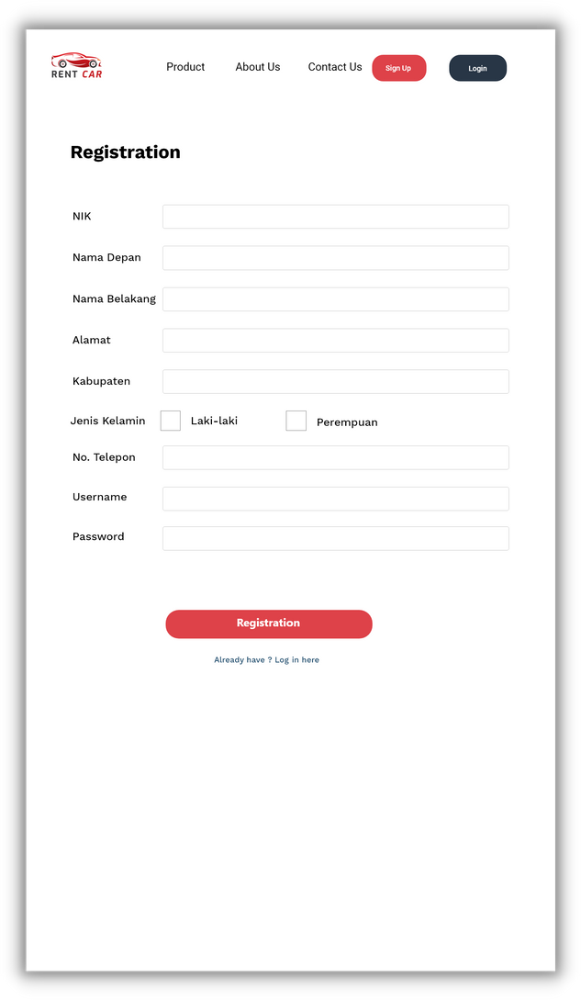 RENT CAR
Product About Us Contact Us Sign Up Login
Registration
NIK
Nama Depan
Nama Belakang
Alamat
Kabupaten
Jenis Kelamin Laki-laki Perempuan
No. Telepon
Username
Password
Registration
Already have ? Log in here